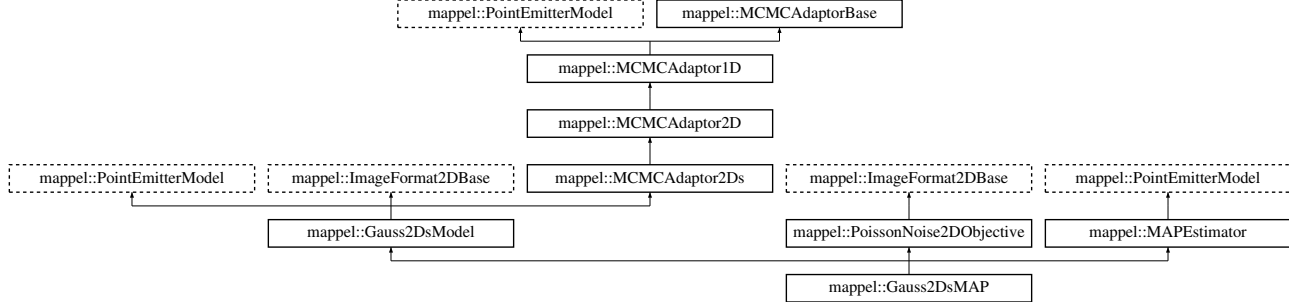 mappel::PointEmitterModel mappel::MCMCAdaptorBase
mappel::MCMCAdaptor1D
mappel::MCMCAdaptor2D
mappel::PointEmitterModel mappel::ImageFormat2DBase mappel::MCMCAdaptor2Ds mappel::ImageFormat2DBase mappel::PointEmitterModel
mappel::Gauss2DsModel mappel::PoissonNoise2DObjective mappel::MAPEstimator
mappel::Gauss2DsMAP